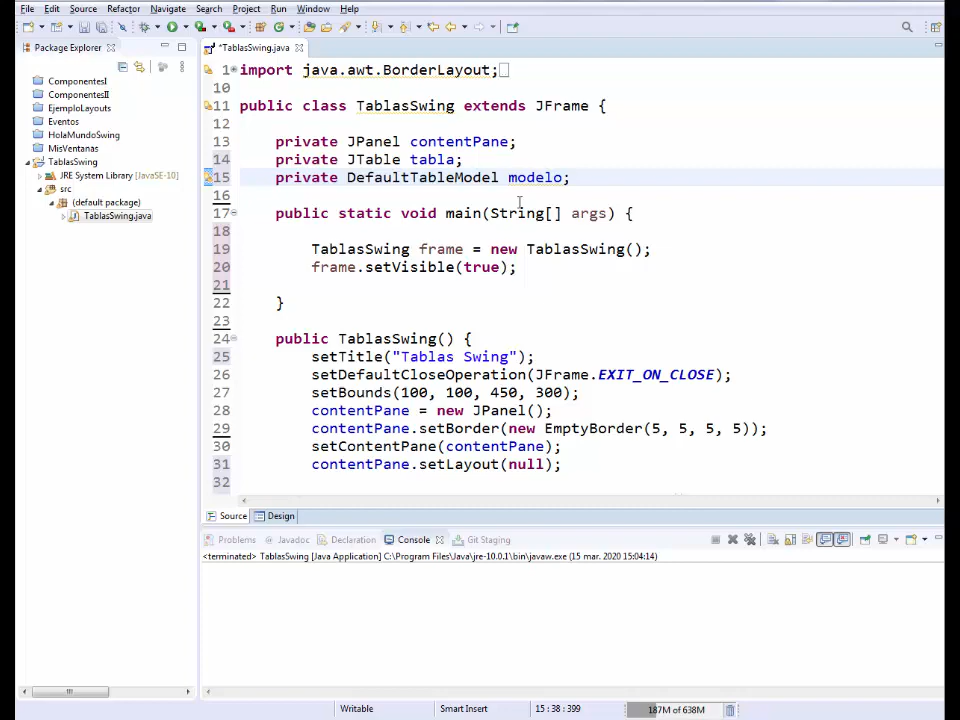 File Edit Source Refactor Navigate Search Project Run Window Help
Package Explorer
*TablasSwing.java
ComponentesI
ComponentesII
EjemploLayouts
Eventos
HolaMundoSwing
MisVentanas
TablasSwing
JRE System Library [JavaSE-10]
src
(default package)
TablasSwing.java
1 import java.awt.BorderLayout;
10
11 public class TablasSwing extends JFrame {
12
13 private JPanel contentPane;
14 private JTable tabla;
15 private DefaultTableModel modelo;
16
17 public static void main(String[] args) {
18
19 TablasSwing frame = new TablasSwing();
20 frame.setVisible(true);
21
22 }
23
24 public TablasSwing() {
25 setTitle("Tablas Swing");
26 setDefaultCloseOperation(JFrame.EXIT_ON_CLOSE);
27 setBounds(100, 100, 450, 300);
28 contentPane = new JPanel();
29 contentPane.setBorder(new EmptyBorder(5, 5, 5, 5));
30 setContentPane(contentPane);
31 contentPane.setLayout(null);
32
Source Design
Problems Javadoc Declaration Console Git Staging
<terminated> TablasSwing [Java Application] C:\Program Files\Java\jre-10.0.1\bin\javaw.exe (15 mar. 2020 15:04:14)
Writable Smart Insert 15 : 38 : 399 187M of 638M